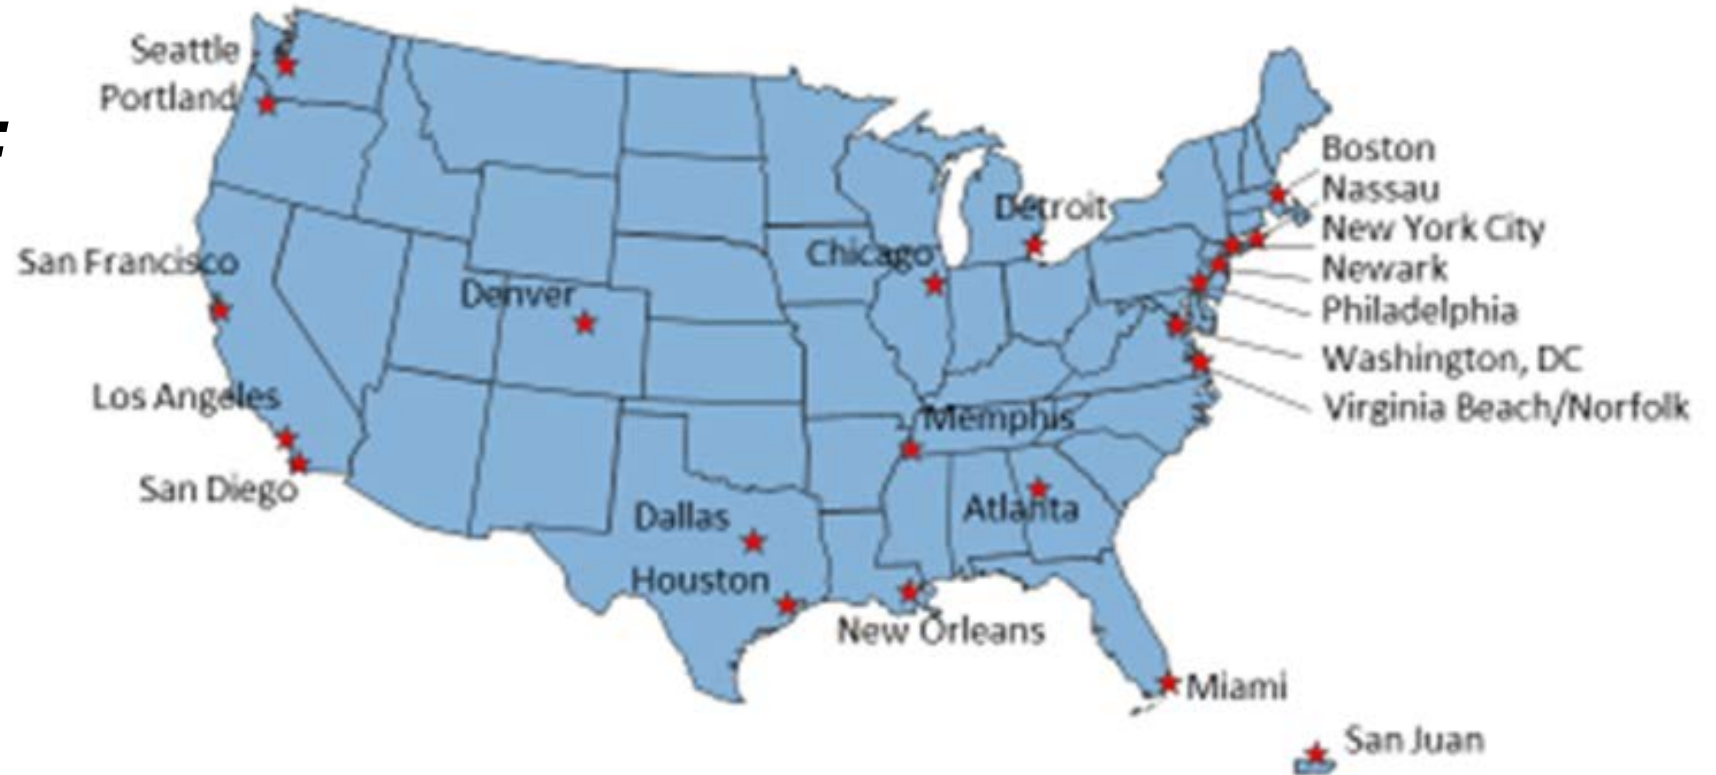 Seattle
Portland
San Francisco
Los Angeles
San Diego
Denver
Dallas
Houston
Chicago
Detroit
Memphis
Atlanta
New Orleans
Miami
San Juan
Boston
Nassau
New York City
Newark
Philadelphia
Washington, DC
Virginia Beach/Norfolk